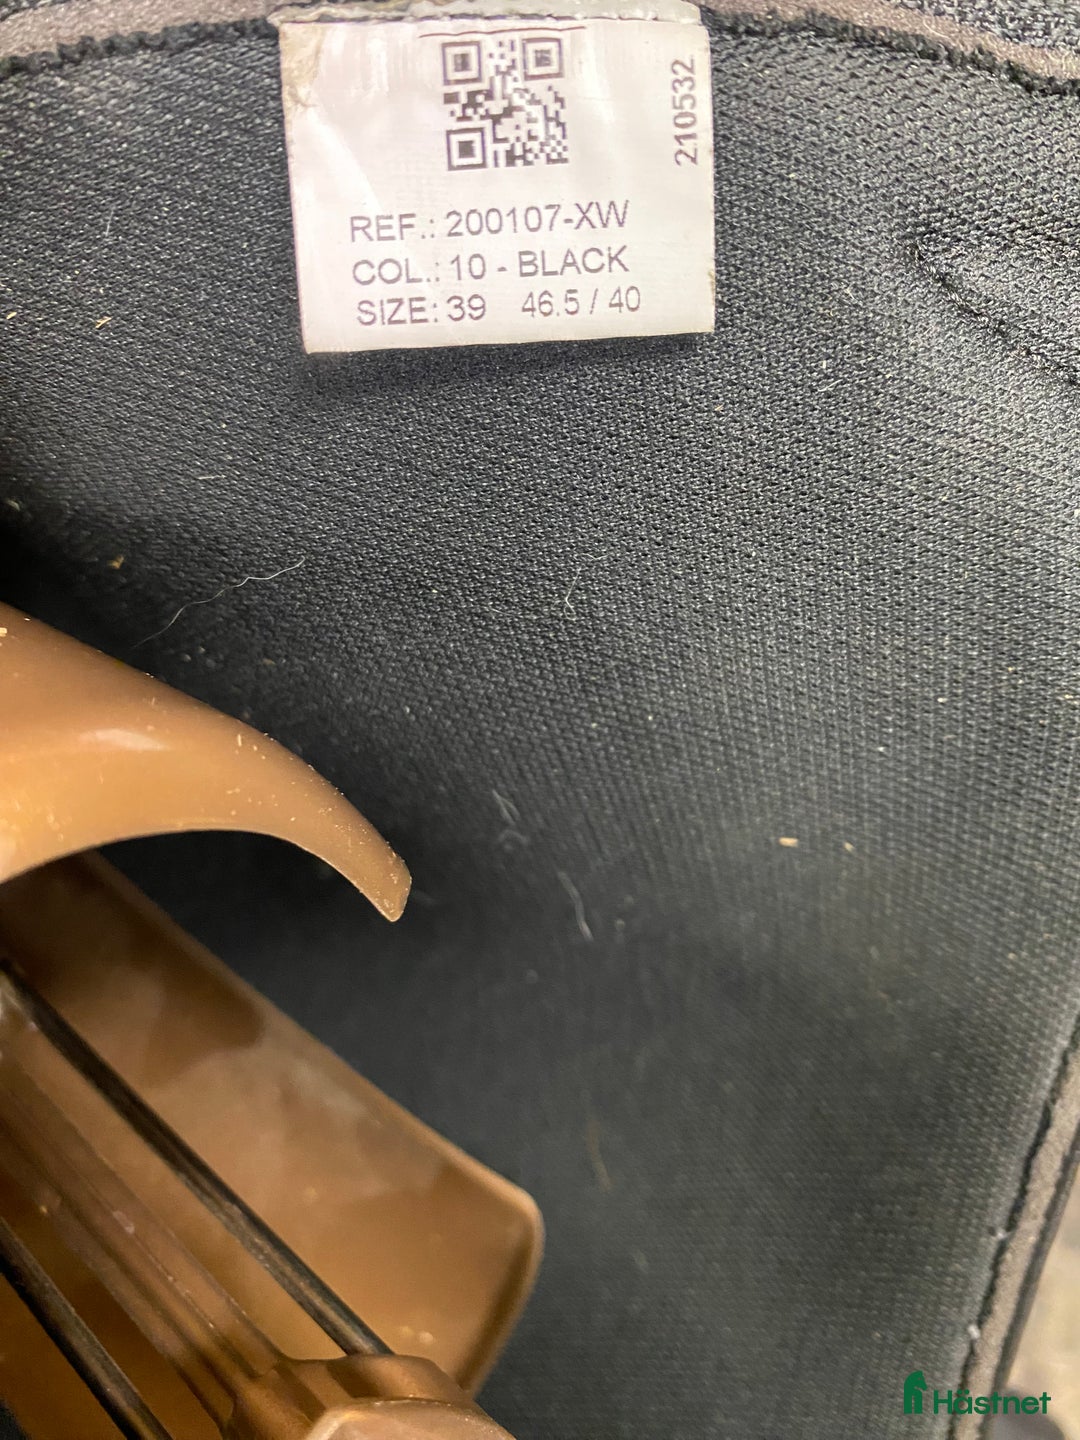 210532
REF.: 200107-XW
COL.: 10 - BLACK
SIZE: 39 46.5 / 40
Hästnet